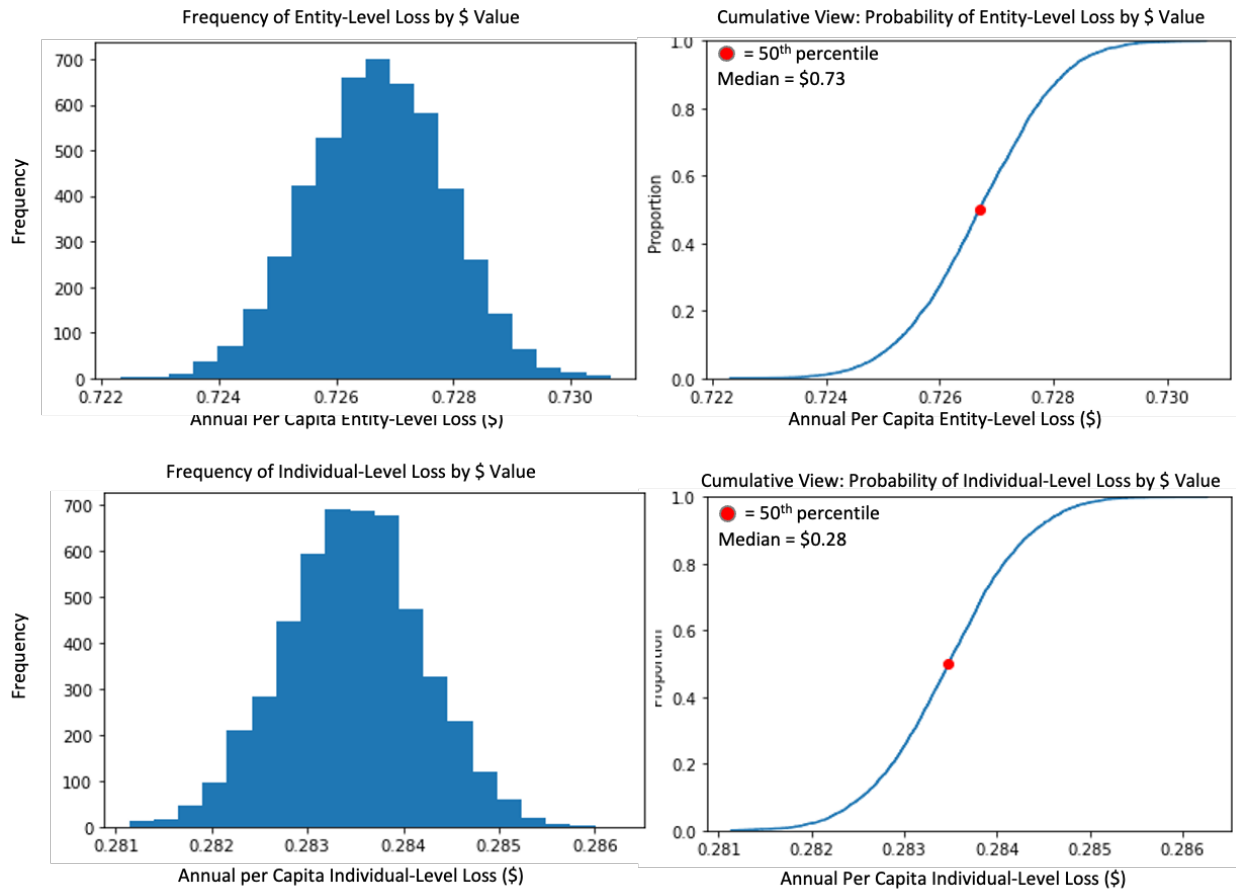 Frequency of Entity-Level Loss by $ Value
700
600
500
400
300
200
100
0
Frequency
0.722 0.724 0.726 0.728 0.730
Annual Per Capita Entity-Level Loss ($)
Cumulative View: Probability of Entity-Level Loss by $ Value
1.0
0.8
0.6
0.4
0.2
0.0
Proportion
= 50th percentile
Median = $0.73
0.722 0.724 0.726 0.728 0.730
Annual Per Capita Entity-Level Loss ($)
Frequency of Individual-Level Loss by $ Value
700
600
500
400
300
200
100
0
Frequency
0.281 0.282 0.283 0.284 0.285 0.286
Annual per Capita Individual-Level Loss ($)
Cumulative View: Probability of Individual-Level Loss by $ Value
1.0
0.8
0.6
0.4
0.2
0.0
Proportion
= 50th percentile
Median = $0.28
0.281 0.282 0.283 0.284 0.285 0.286
Annual Per Capita Individual-Level Loss ($)